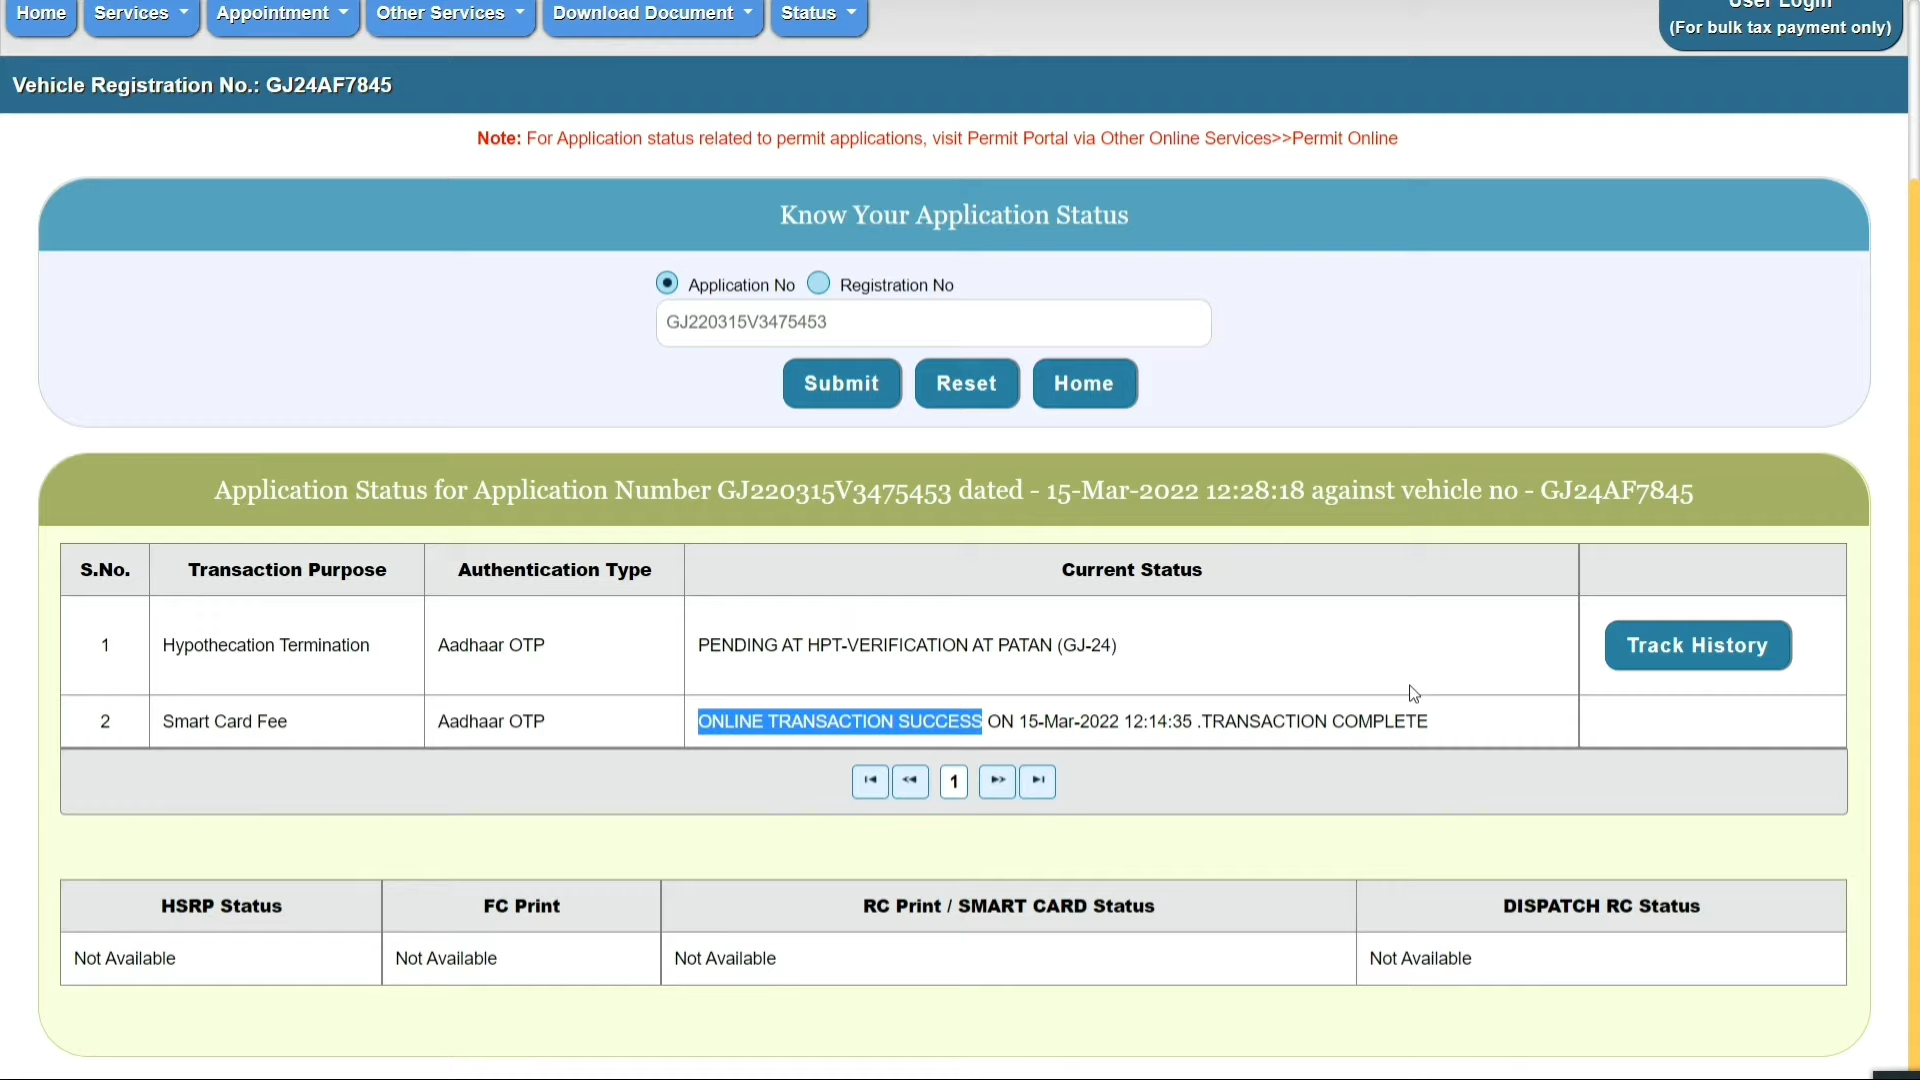 Home Services Appointment Other Services Download Document Status
User Login
(For bulk tax payment only)
Vehicle Registration No.: GJ24AF7845
Note: For Application status related to permit applications, visit Permit Portal via Other Online Services>>Permit Online
Know Your Application Status
Application No Registration No
GJ220315V3475453
Submit Reset Home
Application Status for Application Number GJ220315V3475453 dated - 15-Mar-2022 12:28:18 against vehicle no - GJ24AF7845
S.No. Transaction Purpose Authentication Type Current Status
1 Hypothecation Termination Aadhaar OTP PENDING AT HPT-VERIFICATION AT PATAN (GJ-24) Track History
2 Smart Card Fee Aadhaar OTP ONLINE TRANSACTION SUCCESS ON 15-Mar-2022 12:14:35 .TRANSACTION COMPLETE
1
HSRP Status FC Print RC Print / SMART CARD Status DISPATCH RC Status
Not Available Not Available Not Available Not Available